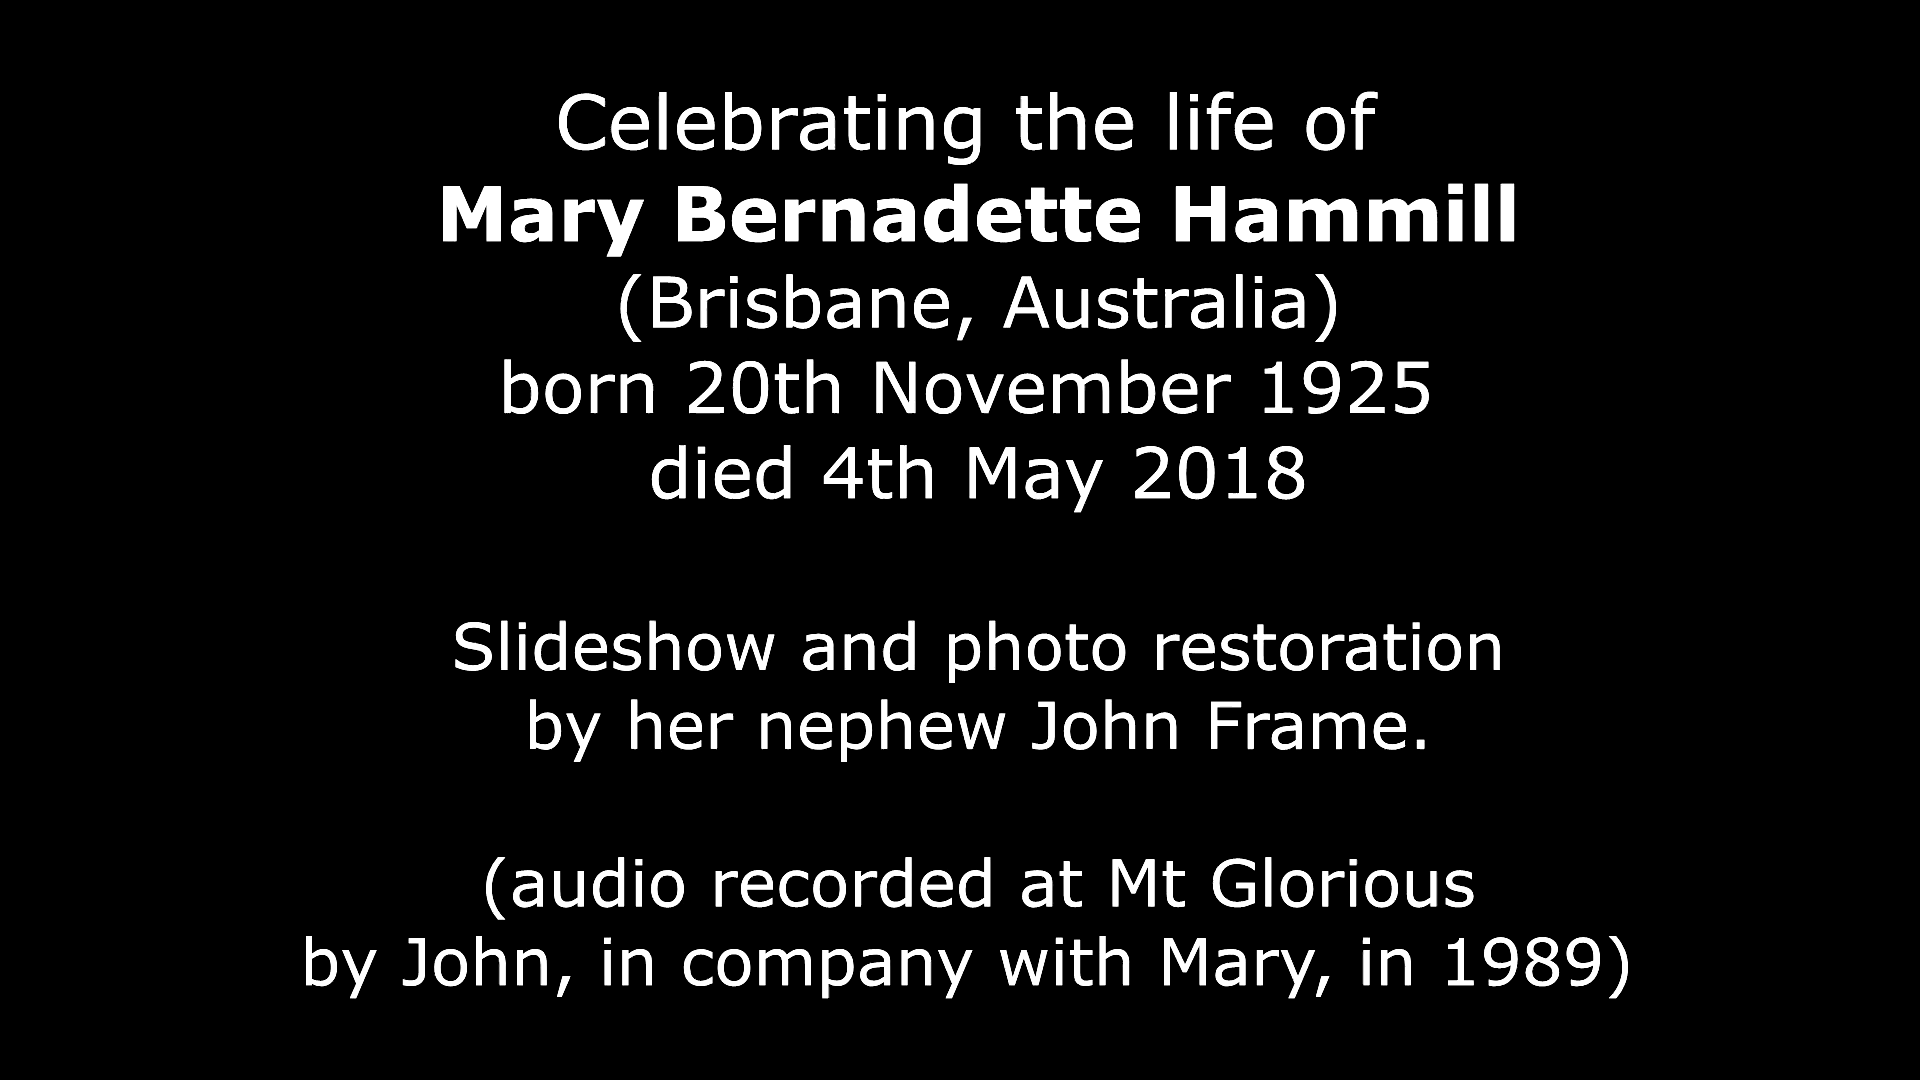 Celebrating the life of
Mary Bernadette Hammill
(Brisbane, Australia)
born 20th November 1925
died 4th May 2018
Slideshow and photo restoration
by her nephew John Frame.
(audio recorded at Mt Glorious
by John, in company with Mary, in 1989)